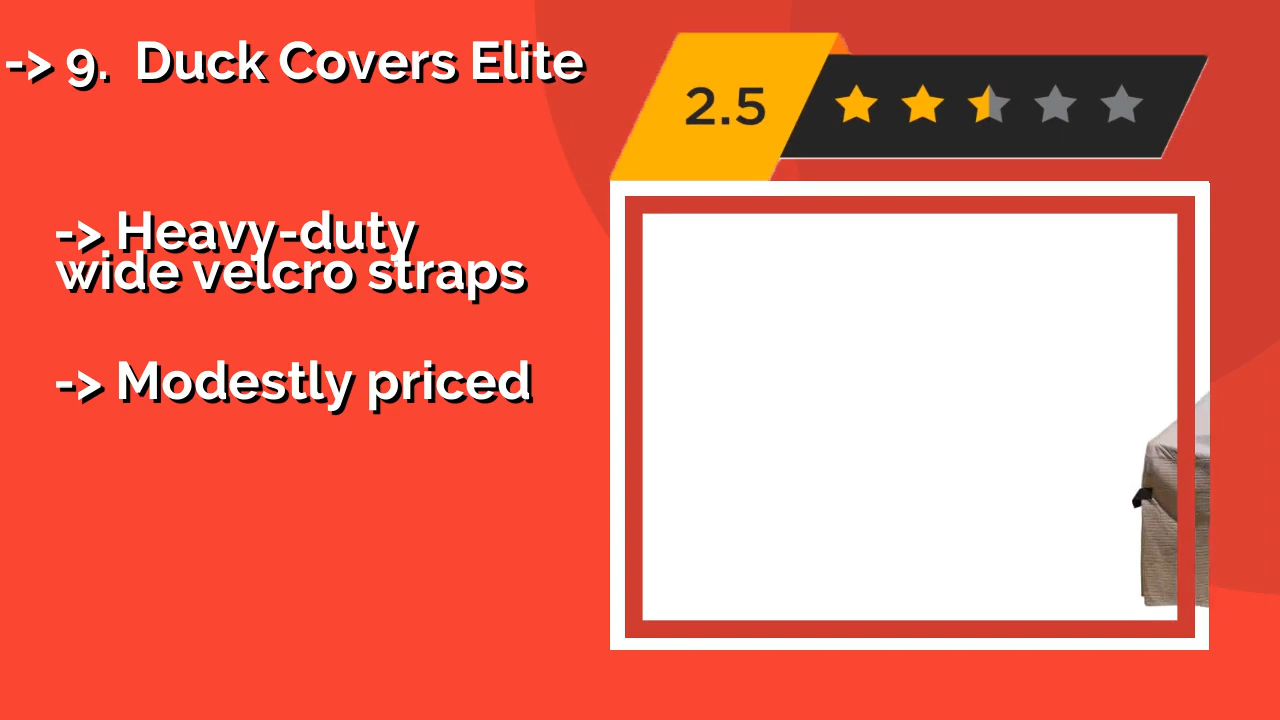 -> 9.  Duck Covers Elite
2.5
-> Heavy-duty
wide velcro straps
-> Modestly priced